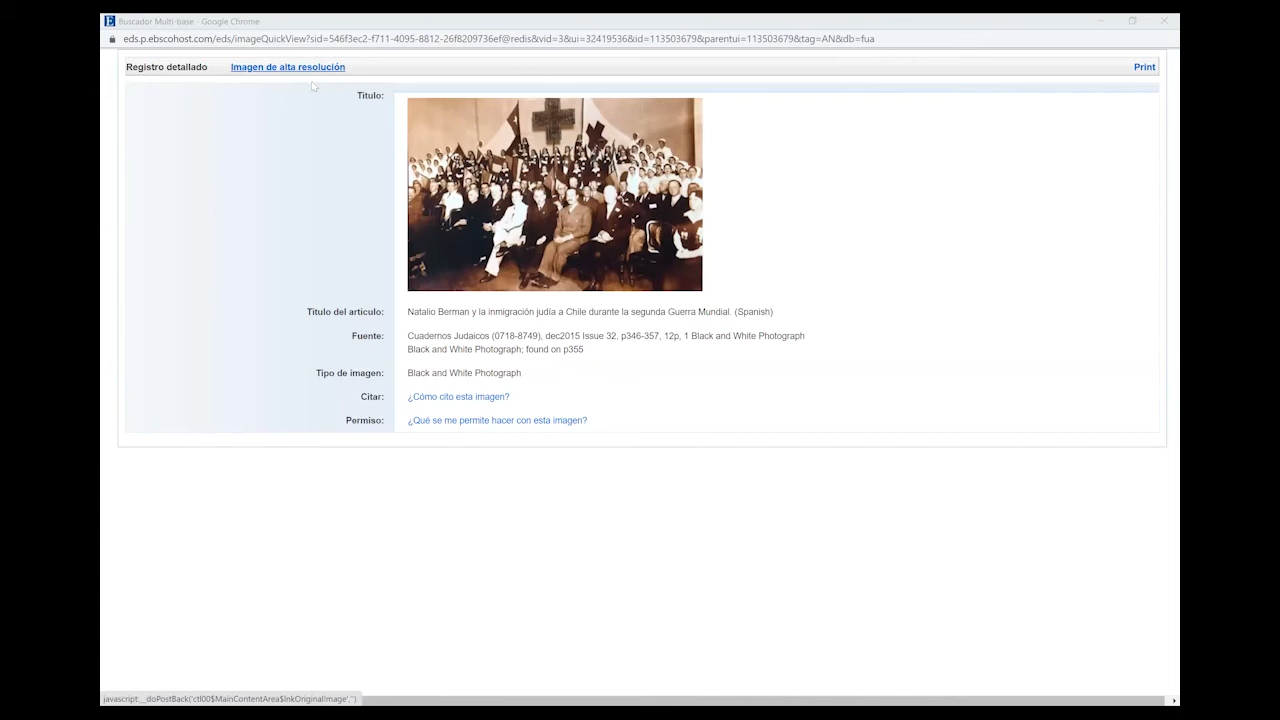 Buscador Multi-base - Google Chrome
eds.p.ebscohost.com/eds/imageQuickView?sid=546f3ec2-f711-4095-8812-26f8209736ef@redis&vid=3&ui=32419536&id=113503679&parentui=113503679&tag=AN&db=fua
Registro detallado Imagen de alta resolución Print
Titulo:
Titulo del articulo: Natalio Berman y la inmigración judía a Chile durante la segunda Guerra Mundial. (Spanish)
Fuente: Cuadernos Judaicos (0718-8749), dec2015 Issue 32, p346-357, 12p, 1 Black and White Photograph
Black and White Photograph; found on p355
Tipo de imagen: Black and White Photograph
Citar: ¿Cómo cito esta imagen?
Permiso: ¿Qué se me permite hacer con esta imagen?
javascript:__doPostBack('ctl00$MainContentArea$lnkOriginalImage','')